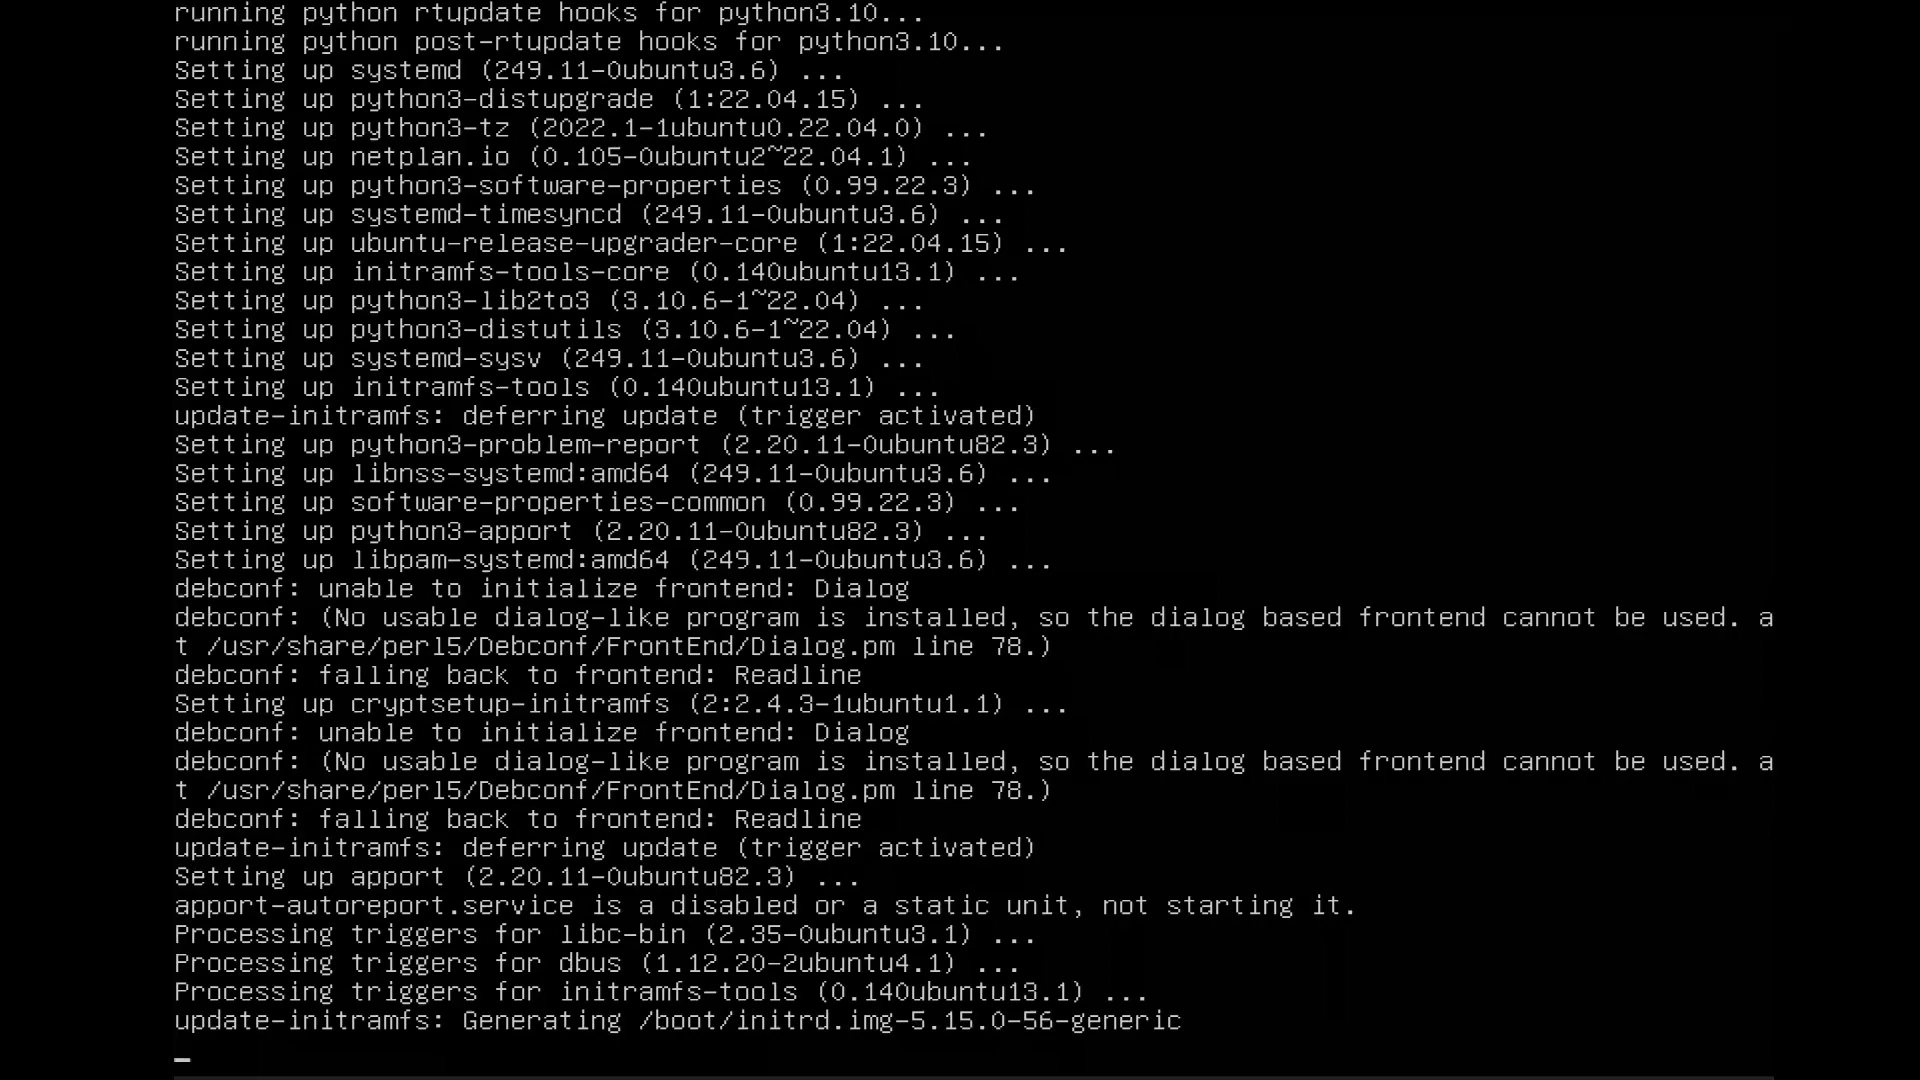 running python rtupdate hooks for python3.10...
running python post-rtupdate hooks for python3.10...
Setting up systemd (249.11-0ubuntu3.6) ...
Setting up python3-distupgrade (1:22.04.15) ...
Setting up python3-tz (2022.1-1ubuntu0.22.04.0) ...
Setting up netplan.io (0.105-0ubuntu2~22.04.1) ...
Setting up python3-software-properties (0.99.22.3) ...
Setting up systemd-timesyncd (249.11-0ubuntu3.6) ...
Setting up ubuntu-release-upgrader-core (1:22.04.15) ...
Setting up initramfs-tools-core (0.140ubuntu13.1) ...
Setting up python3-lib2to3 (3.10.6-1~22.04) ...
Setting up python3-distutils (3.10.6-1~22.04) ...
Setting up systemd-sysv (249.11-0ubuntu3.6) ...
Setting up initramfs-tools (0.140ubuntu13.1) ...
update-initramfs: deferring update (trigger activated)
Setting up python3-problem-report (2.20.11-0ubuntu82.3) ...
Setting up libnss-systemd:amd64 (249.11-0ubuntu3.6) ...
Setting up software-properties-common (0.99.22.3) ...
Setting up python3-apport (2.20.11-0ubuntu82.3) ...
Setting up libpam-systemd:amd64 (249.11-0ubuntu3.6) ...
debconf: unable to initialize frontend: Dialog
debconf: (No usable dialog-like program is installed, so the dialog based frontend cannot be used. a
t /usr/share/perl5/Debconf/FrontEnd/Dialog.pm line 78.)
debconf: falling back to frontend: Readline
Setting up cryptsetup-initramfs (2:2.4.3-1ubuntu1.1) ...
debconf: unable to initialize frontend: Dialog
debconf: (No usable dialog-like program is installed, so the dialog based frontend cannot be used. a
t /usr/share/perl5/Debconf/FrontEnd/Dialog.pm line 78.)
debconf: falling back to frontend: Readline
update-initramfs: deferring update (trigger activated)
Setting up apport (2.20.11-0ubuntu82.3) ...
apport-autoreport.service is a disabled or a static unit, not starting it.
Processing triggers for libc-bin (2.35-0ubuntu3.1) ...
Processing triggers for dbus (1.12.20-2ubuntu4.1) ...
Processing triggers for initramfs-tools (0.140ubuntu13.1) ...
update-initramfs: Generating /boot/initrd.img-5.15.0-56-generic